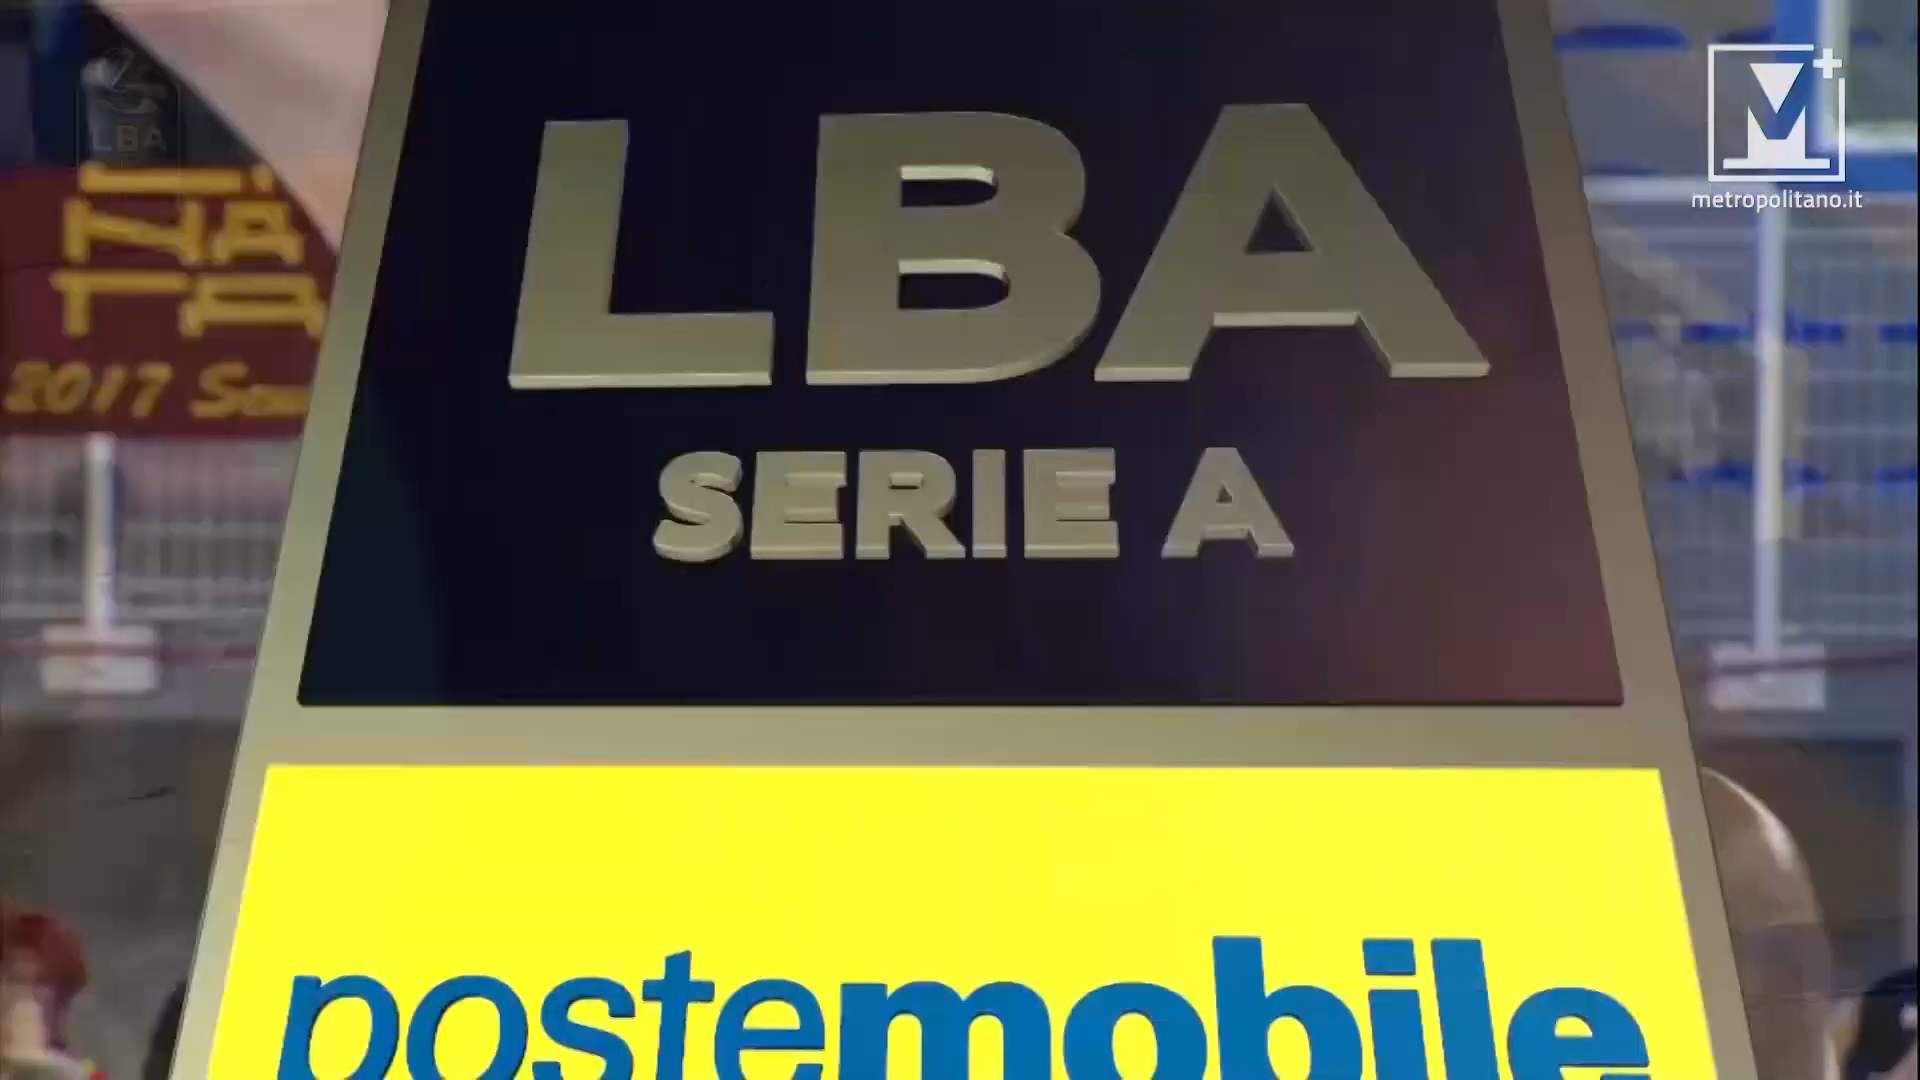 LBA
metropolitano.it
LBA
2017
SERIE A
postemobile